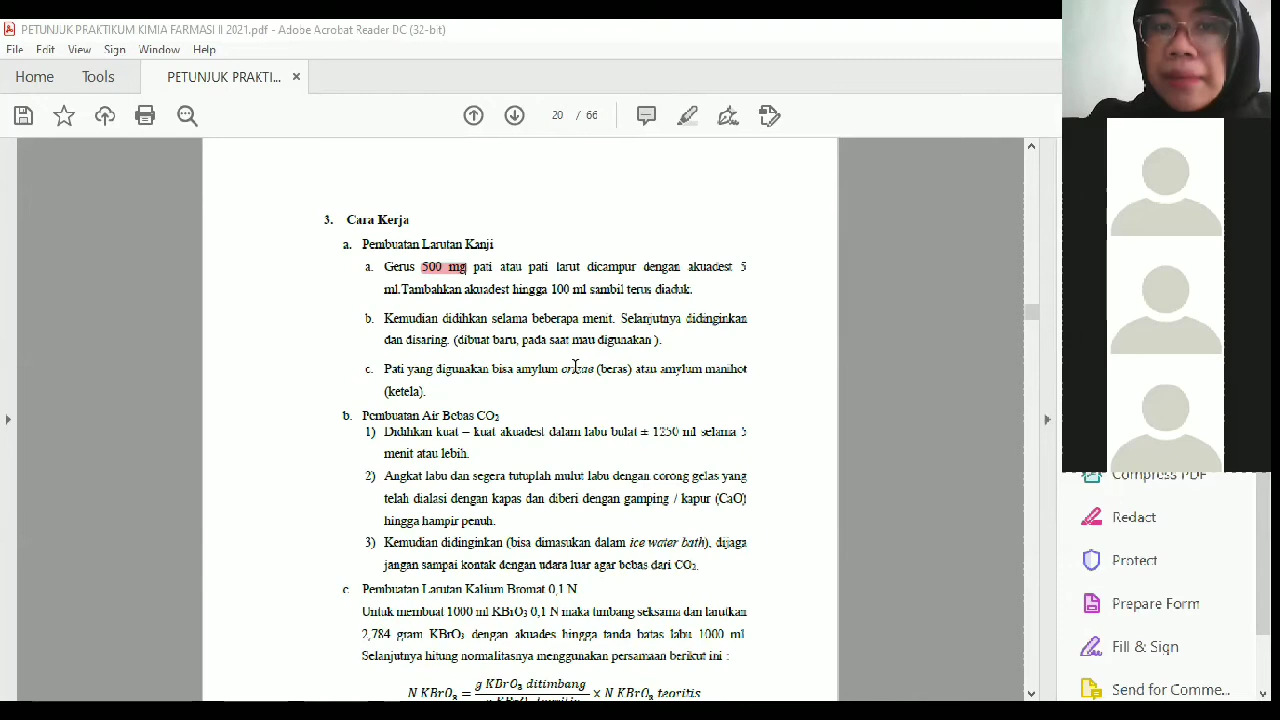 PETUNJUK PRAKTIKUM KIMIA FARMASI II 2021.pdf - Adobe Acrobat Reader DC (32-bit)
File Edit View Sign Window Help
Home Tools PETUNJUK PRAKTI... ×
20 / 66
3. Cara Kerja
a. Pembuatan Larutan Kanji
a. Gerus 500 mg pati atau pati larut dicampur dengan akuadest 5
ml.Tambahkan akuadest hingga 100 ml sambil terus diaduk.
b. Kemudian didihkan selama beberapa menit. Selanjutnya didinginkan
dan disaring. (dibuat baru, pada saat mau digunakan ).
c. Pati yang digunakan bisa amylum (beras) atau amylum manihot
(ketela).
b. Pembuatan Air Bebas CO₂
1) Didihkan kuat – kuat akuadest dalam labu bulat ± 1250 ml selama 5
menit atau lebih.
2) Angkat labu dan segera tutuplah mulut labu dengan corong gelas yang
telah dialasi dengan kapas dan diberi dengan gamping / kapur (CaO)
hingga hampir penuh.
3) Kemudian didinginkan (bisa dimasukan dalam ice water bath), dijaga
jangan sampai kontak dengan udara luar agar bebas dari CO₂.
c. Pembuatan Larutan Kalium Bromat 0,1 N
Untuk membuat 1000 ml KBrO₃ 0,1 N maka timbang seksama dan larutkan
2,784 gram KBrO₃ dengan akuades hingga tanda batas labu 1000 ml.
Selanjutnya hitung normalitasnya menggunakan persamaan berikut ini :
g KBrO₃ ditimbang
N KBrO₃ = × N KBrO₃ teoritis
Compress PDF
Redact
Protect
Prepare Form
Fill & Sign
Send for Comme...